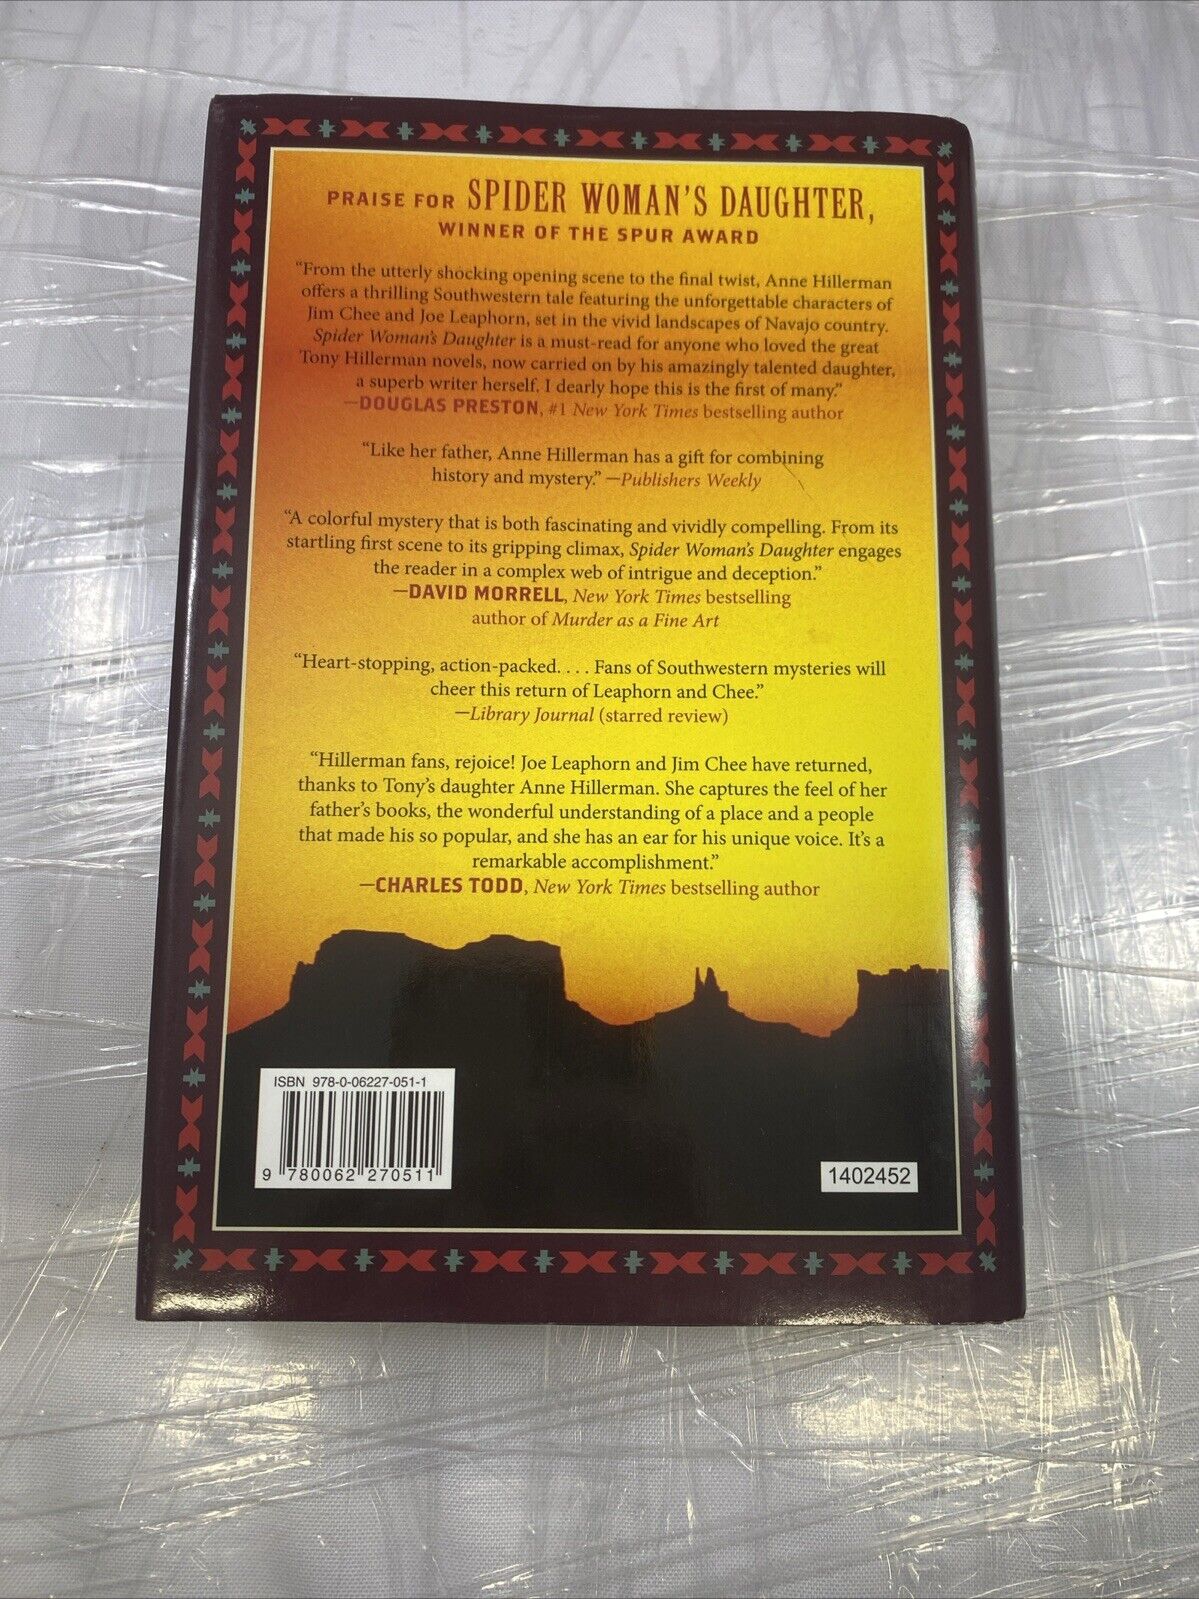 PRAISE FOR SPIDER WOMAN'S DAUGHTER,
WINNER OF THE SPUR AWARD
“From the utterly shocking opening scene to the final twist, Anne Hillerman
offers a thrilling Southwestern tale featuring the unforgettable characters of
Jim Chee and Joe Leaphorn, set in the vivid landscapes of Navajo country.
Spider Woman's Daughter is a must-read for anyone who loved the great
Tony Hillerman novels, now carried on by his amazingly talented daughter,
a superb writer herself. I dearly hope this is the first of many.”
—DOUGLAS PRESTON, #1 New York Times bestselling author
“Like her father, Anne Hillerman has a gift for combining
history and mystery.” —Publishers Weekly
“A colorful mystery that is both fascinating and vividly compelling. From its
startling first scene to its gripping climax, Spider Woman's Daughter engages
the reader in a complex web of intrigue and deception.”
—DAVID MORRELL, New York Times bestselling
author of Murder as a Fine Art
“Heart-stopping, action-packed. . . . Fans of Southwestern mysteries will
cheer this return of Leaphorn and Chee.”
—Library Journal (starred review)
“Hillerman fans, rejoice! Joe Leaphorn and Jim Chee have returned,
thanks to Tony's daughter Anne Hillerman. She captures the feel of her
father's books, the wonderful understanding of a place and a people
that made his so popular, and she has an ear for his unique voice. It's a
remarkable accomplishment.”
—CHARLES TODD, New York Times bestselling author
ISBN 978-0-06227-051-1
9 780062 270511
1402452